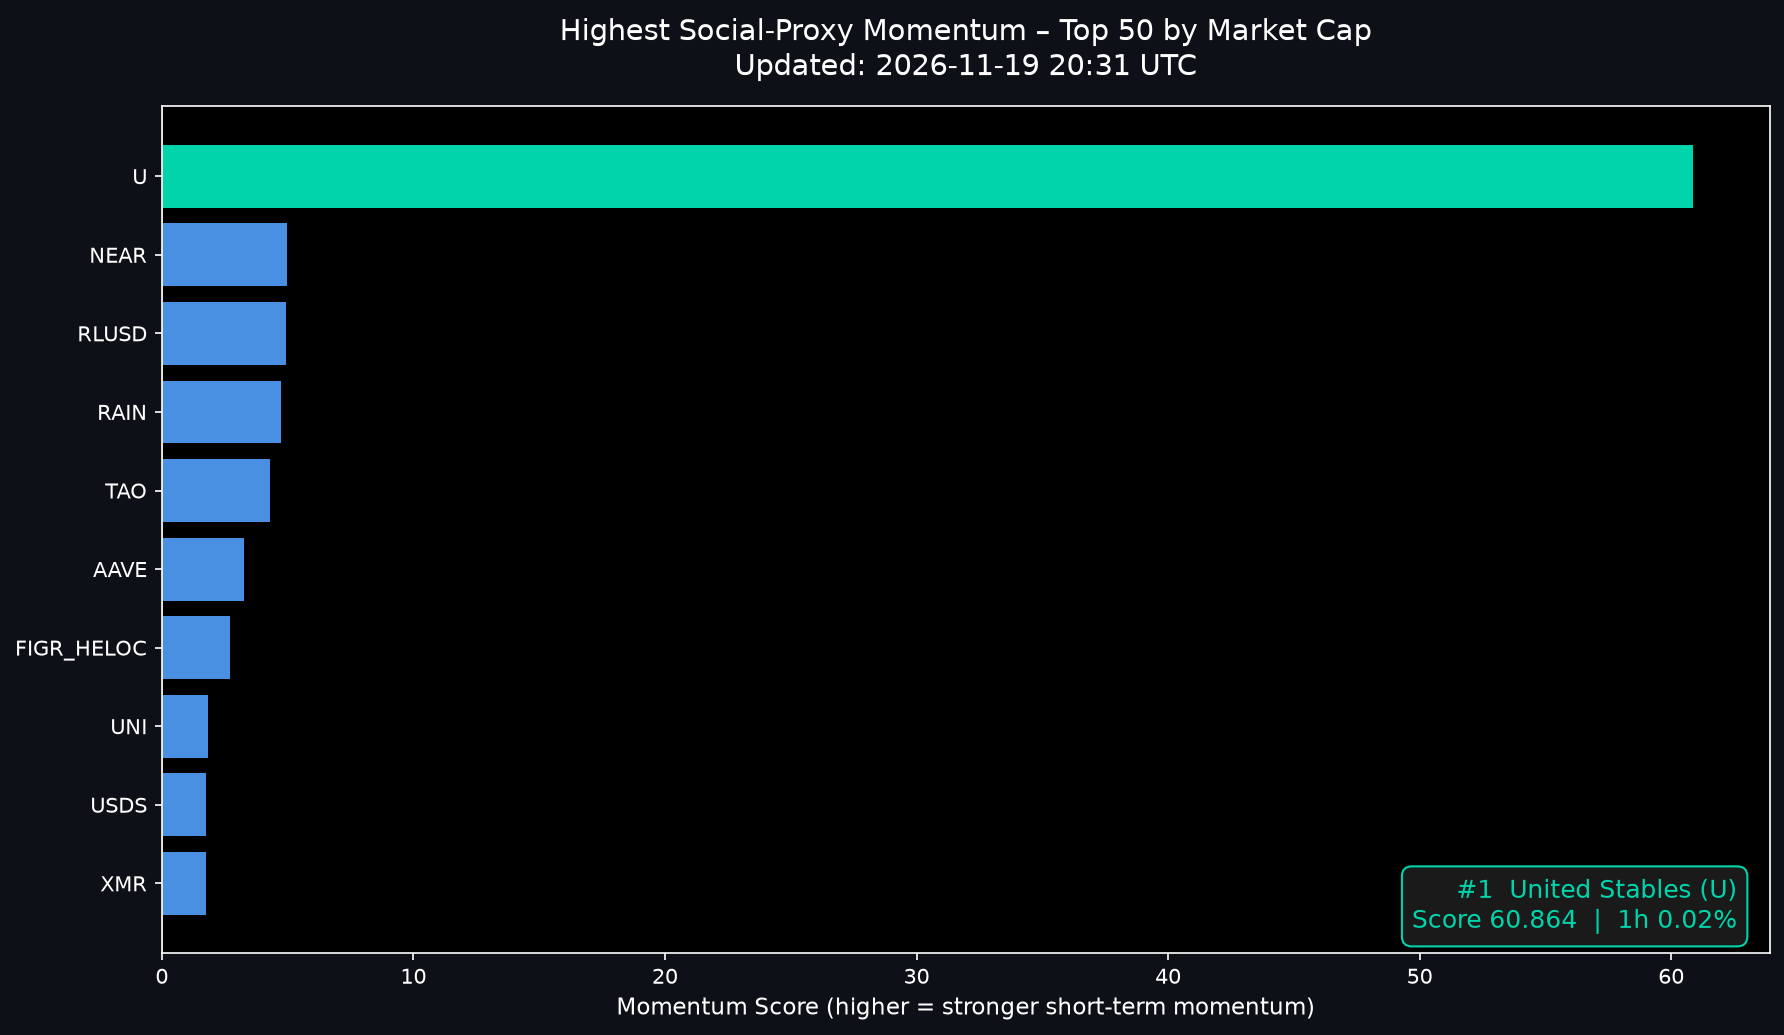 Highest Social-Proxy Momentum – Top 50 by Market Cap
Updated: 2026-11-19 20:31 UTC
U
NEAR
RLUSD
RAIN
TAO
AAVE
FIGR_HELOC
UNI
USDS
XMR
#1  United Stables (U)
Score 60.864  |  1h 0.02%
0 10 20 30 40 50 60
Momentum Score (higher = stronger short-term momentum)